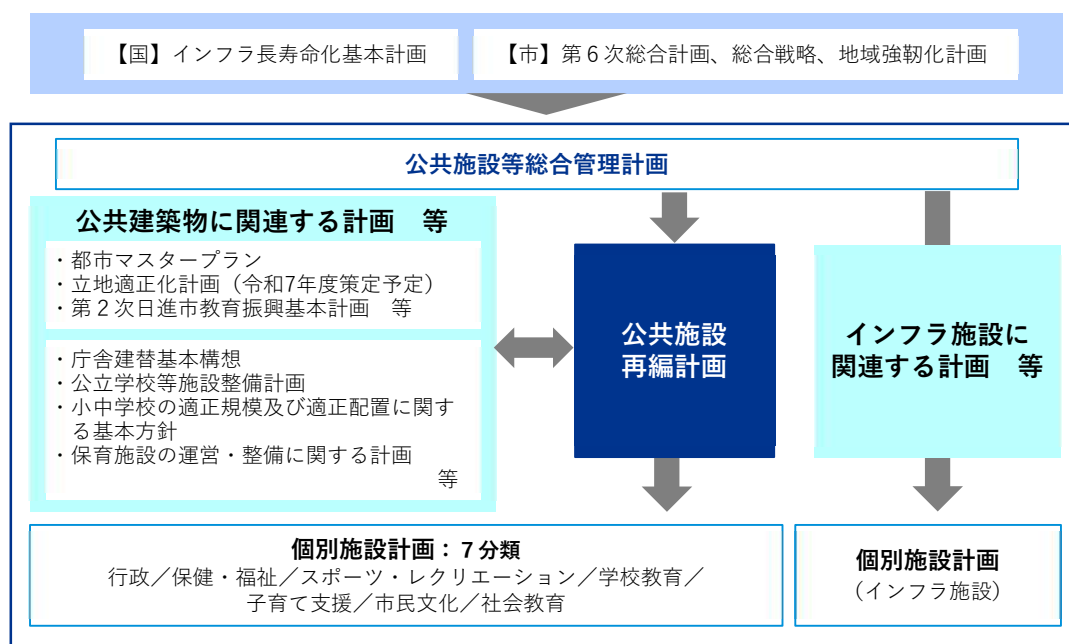 【国】インフラ長寿命化基本計画
【市】第６次総合計画、総合戦略、地域強靭化計画
公共施設等総合管理計画
公共建築物に関連する計画　等
・都市マスタープラン
・立地適正化計画（令和7年度策定予定）
・第２次日進市教育振興基本計画　等
・庁舎建替基本構想
・公立学校等施設整備計画
・小中学校の適正規模及び適正配置に関す
る基本方針
・保育施設の運営・整備に関する計画
等
公共施設
再編計画
インフラ施設に
関連する計画　等
個別施設計画：７分類
行政／保健・福祉／スポーツ・レクリエーション／学校教育／
子育て支援／市民文化／社会教育
個別施設計画
(インフラ施設)